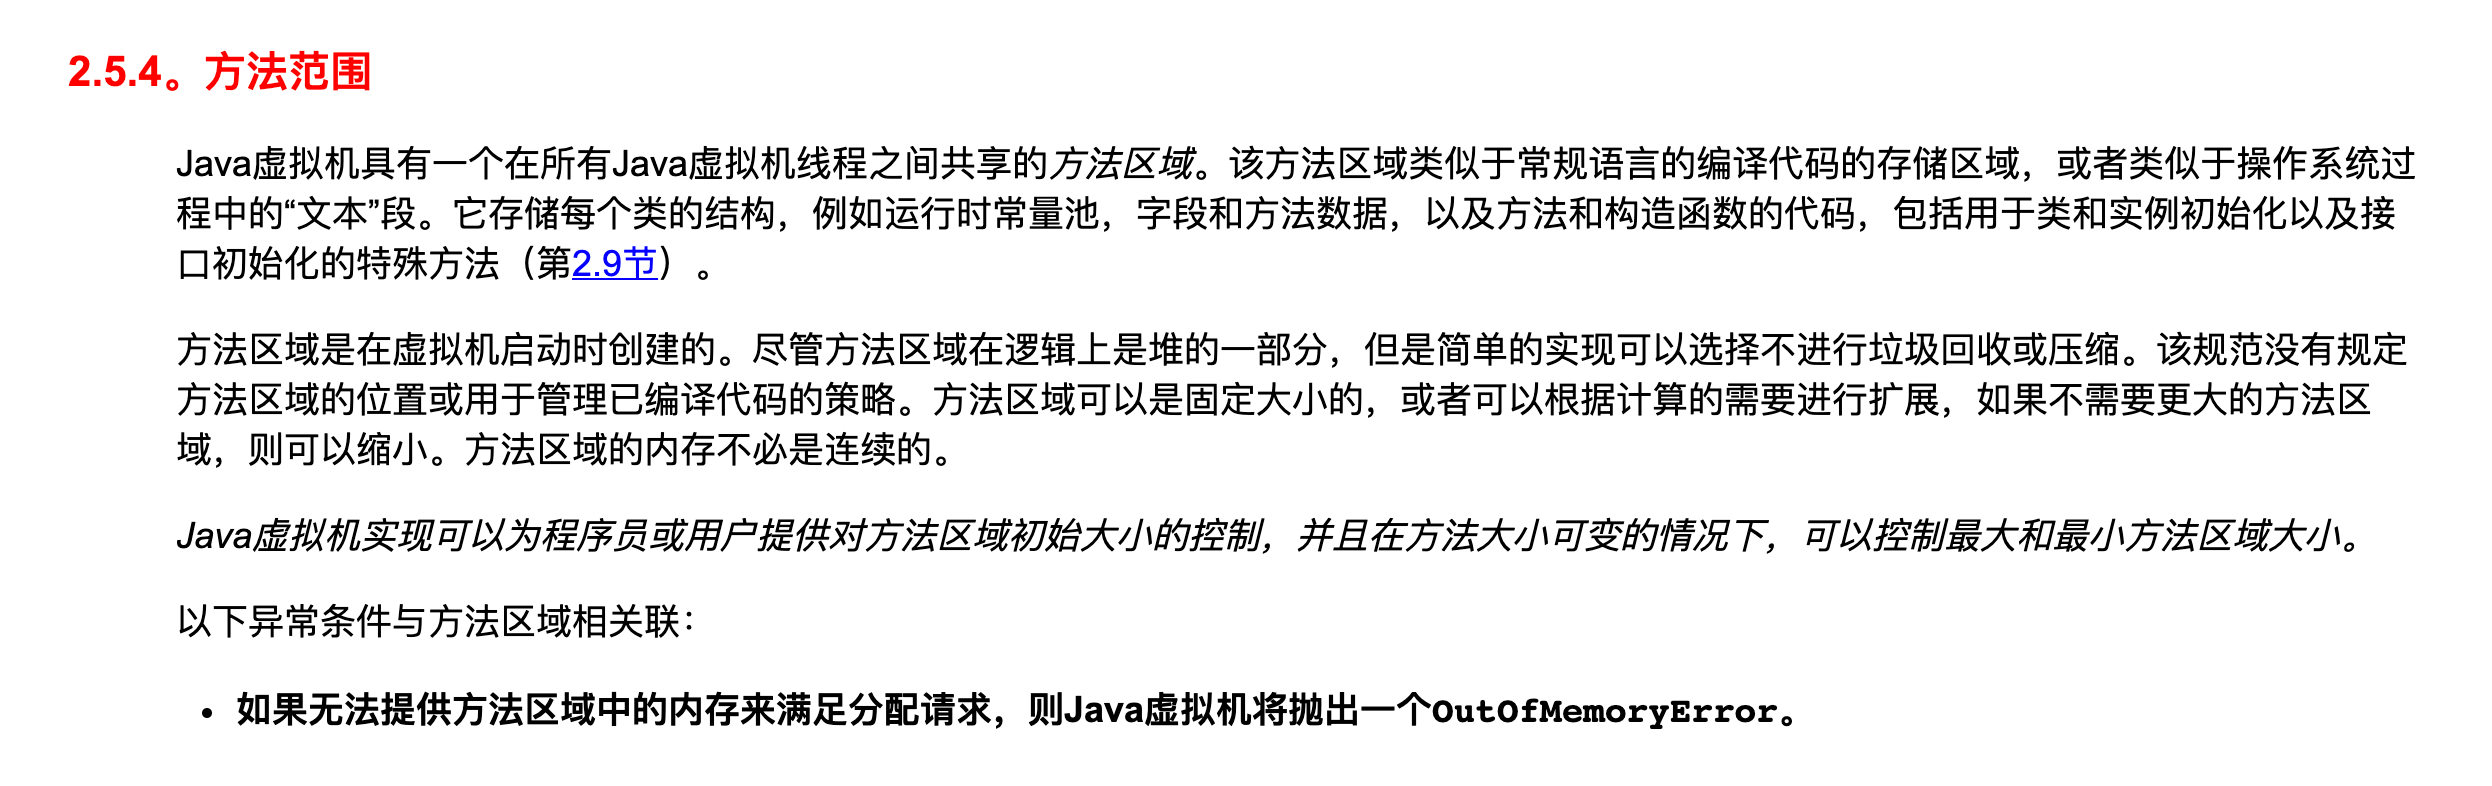 2.5.4。方法范围
Java虚拟机具有一个在所有Java虚拟机线程之间共享的方法区域。该方法区域类似于常规语言的编译代码的存储区域，或者类似于操作系统过
程中的“文本”段。它存储每个类的结构，例如运行时常量池，字段和方法数据，以及方法和构造函数的代码，包括用于类和实例初始化以及接
口初始化的特殊方法（第2.9节）。
方法区域是在虚拟机启动时创建的。尽管方法区域在逻辑上是堆的一部分，但是简单的实现可以选择不进行垃圾回收或压缩。该规范没有规定
方法区域的位置或用于管理已编译代码的策略。方法区域可以是固定大小的，或者可以根据计算的需要进行扩展，如果不需要更大的方法区
域，则可以缩小。方法区域的内存不必是连续的。
Java虚拟机实现可以为程序员或用户提供对方法区域初始大小的控制，并且在方法大小可变的情况下，可以控制最大和最小方法区域大小。
以下异常条件与方法区域相关联：
• 如果无法提供方法区域中的内存来满足分配请求，则Java虚拟机将抛出一个OutOfMemoryError。